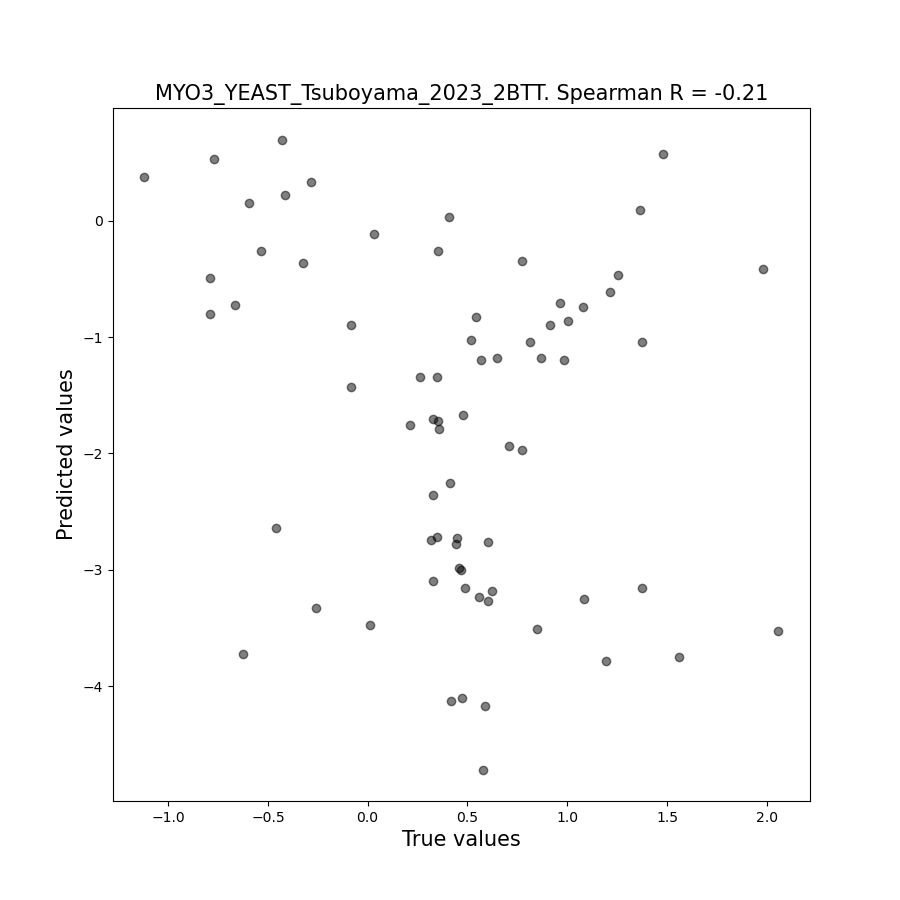 MYO3_YEAST_Tsuboyama_2023_2BTT. Spearman R = -0.21
Predicted values
0
−1
−2
−3
−4
−1.0 −0.5 0.0 0.5 1.0 1.5 2.0
True values